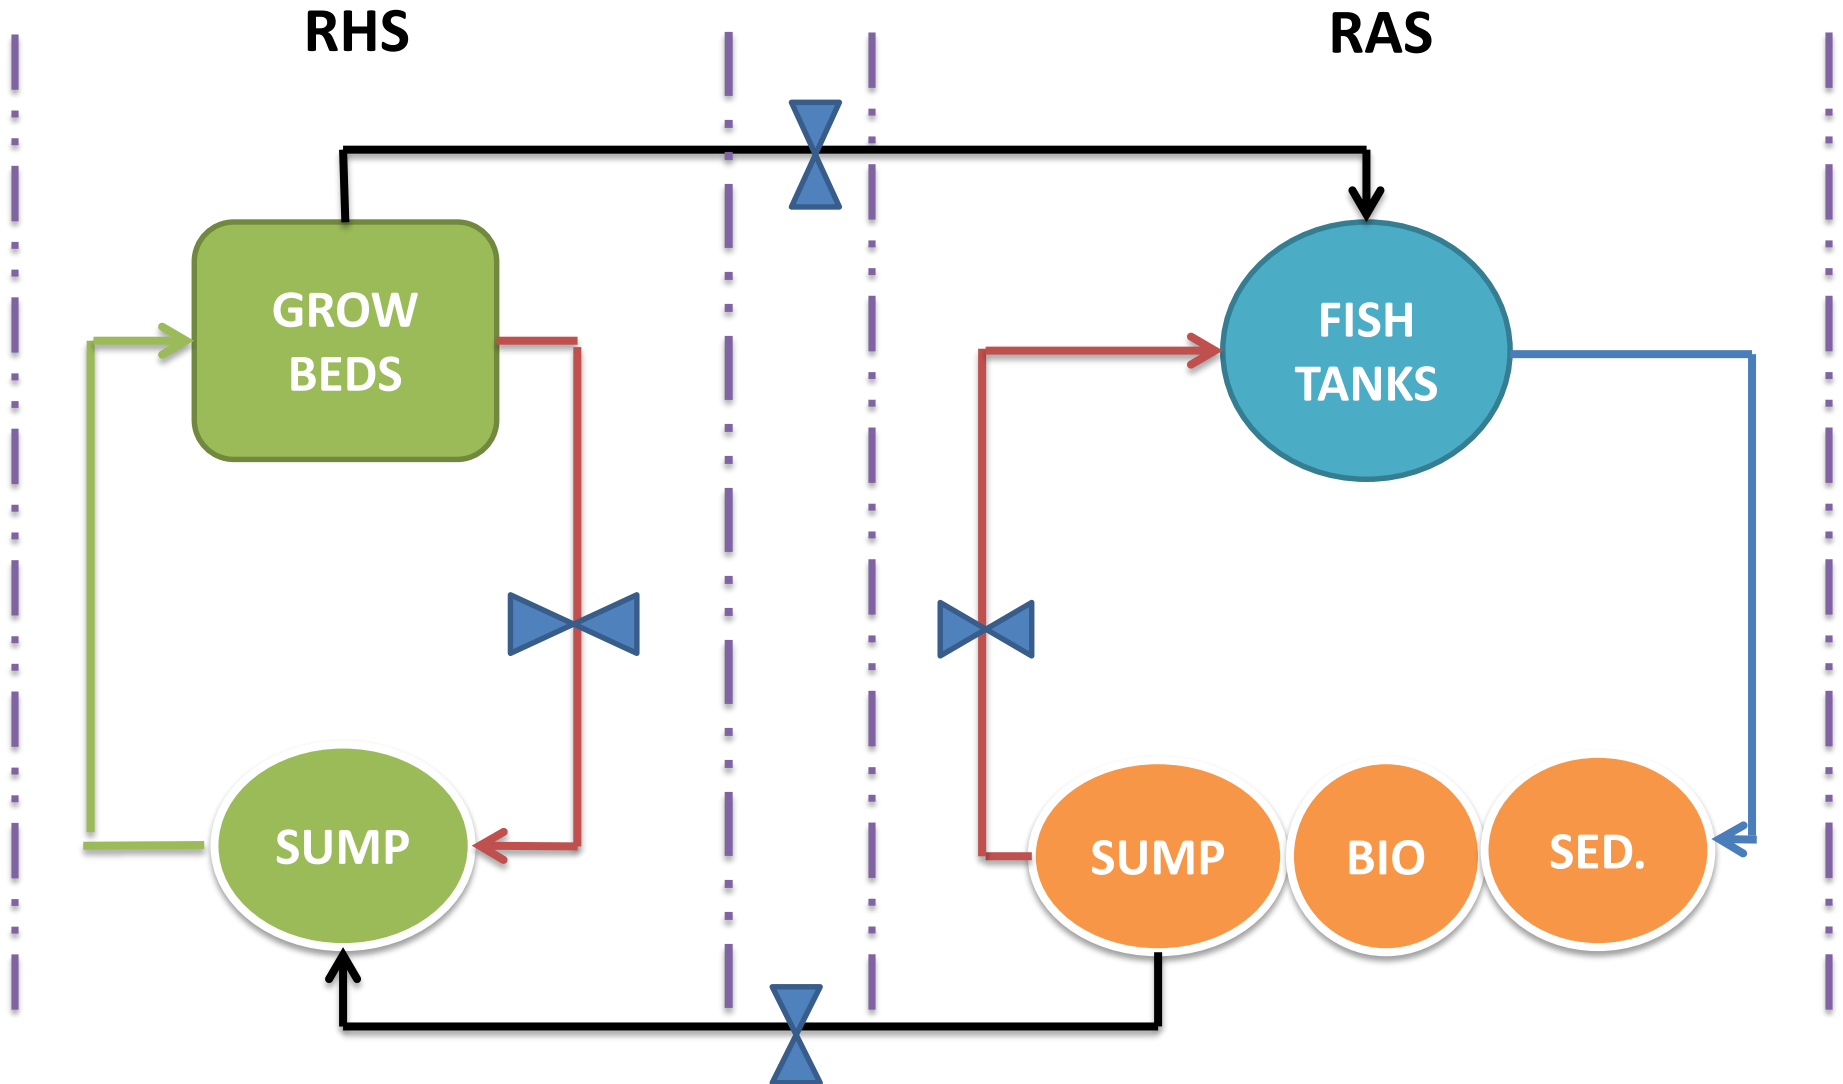 RHS
RAS
GROW
BEDS
FISH
TANKS
SUMP
SUMP
BIO
SED.